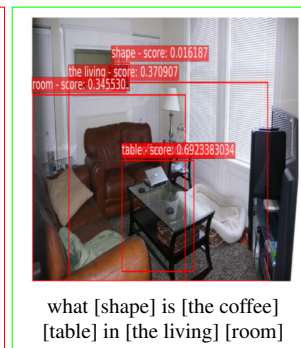 shape - score: 0.016187
the living - score: 0.370907
room - score: 0.345530
table - score: 0.6923383034
what [shape] is [the coffee]
[table] in [the living] [room]